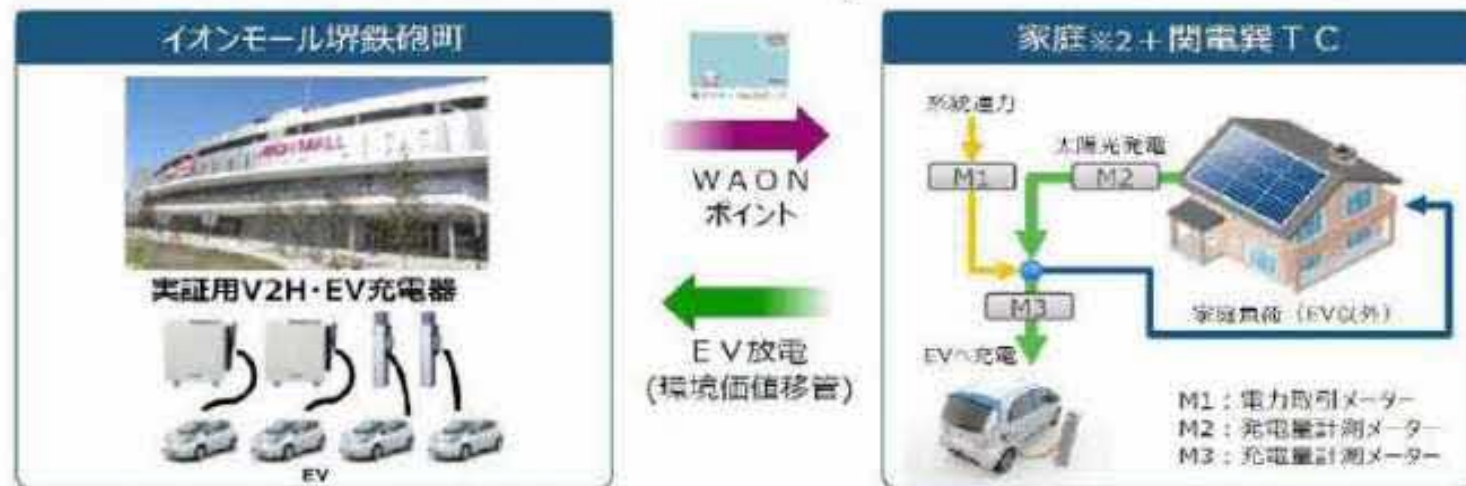 イオンモール堺鉄砲町
実証用V2H・EV充電器
EV
WAON
ポイント
EV放電
(環境価値移管)
家庭※2+関電巽TC
系統連力
太陽光発電
M1
M2
M3
家庭負荷(EV以外)
EVへ充電
M1:電力取引メーター
M2:発電量計測メーター
M3:充電量計測メーター